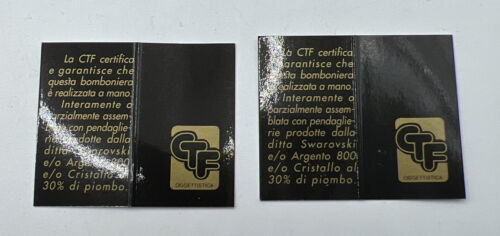 La CTF certifica
e garantisce che
questa bomboniera
è realizzata a mano.
Interamente o
parzialmente assem-
blata con pendaglie-
rie prodotte dalla
ditta Swarovski
e/o Argento 800
e/o Cristallo al
30% di piombo.
CTF
OGGETTISTICA
La CTF certifica
e garantisce che
questa bomboniera
è realizzata a mano.
Interamente o
parzialmente assem-
blata con pendaglie-
rie prodotte dalla
ditta Swarovski
e/o Argento 800
e/o Cristallo al
30% di piombo.
CTF
OGGETTISTICA